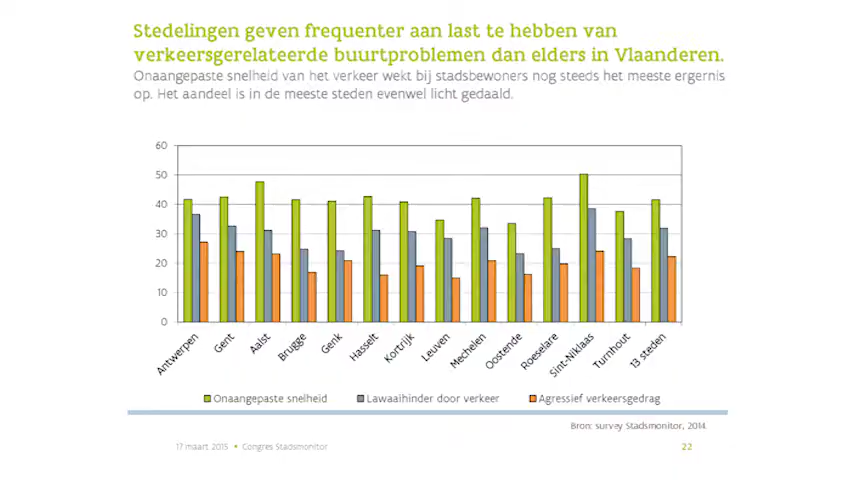 Stedelingen geven frequenter aan last te hebben van
verkeersgerelateerde buurtproblemen dan elders in Vlaanderen.
Onaangepaste snelheid van het verkeer wekt bij stadsbewoners nog steeds het meeste ergernis
op. Het aandeel is in de meeste steden evenwel licht gedaald.
60
50
40
30
20
10
0
Antwerpen
Gent
Aalst
Brugge
Genk
Hasselt
Kortrijk
Leuven
Mechelen
Oostende
Roeselare
Sint-Niklaas
Turnhout
13 steden
Onaangepaste snelheid
Lawaaihinder door verkeer
Agressief verkeersgedrag
Bron: survey Stadsmonitor, 2014.
17 maart 2015 • Congres Stadsmonitor
22